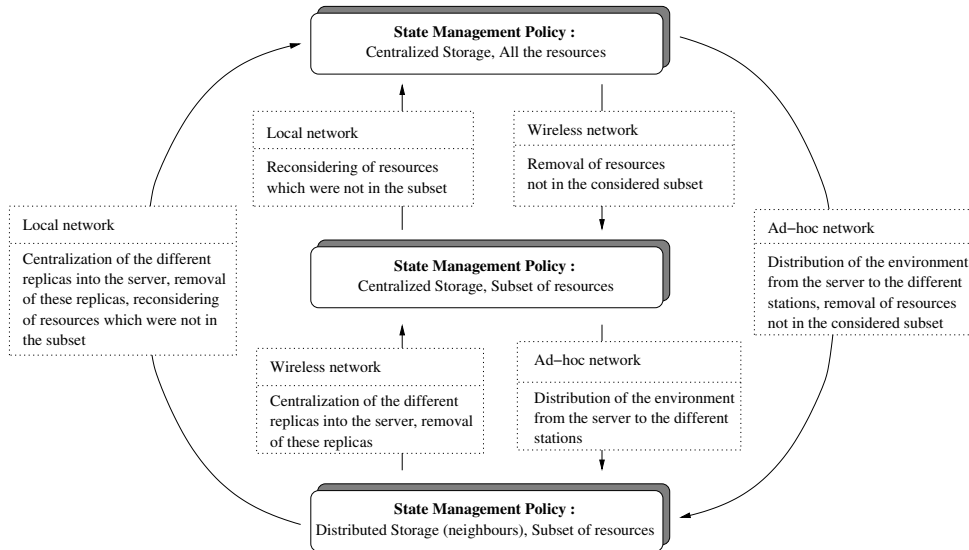 State Management Policy :
Centralized Storage, All the resources
Local network
Reconsidering of resources
which were not in the subset
Wireless network
Removal of resources
not in the considered subset
Local network
Centralization of the different
replicas into the server, removal
of these replicas, reconsidering
of resources which were not in
the subset
State Management Policy :
Centralized Storage, Subset of resources
Ad−hoc network
Distribution of the environment
from the server to the different
stations, removal of resources
not in the considered subset
Wireless network
Centralization of the different
replicas into the server, removal
of these replicas
Ad−hoc network
Distribution of the environment
from the server to the different
stations
State Management Policy :
Distributed Storage (neighbours), Subset of resources